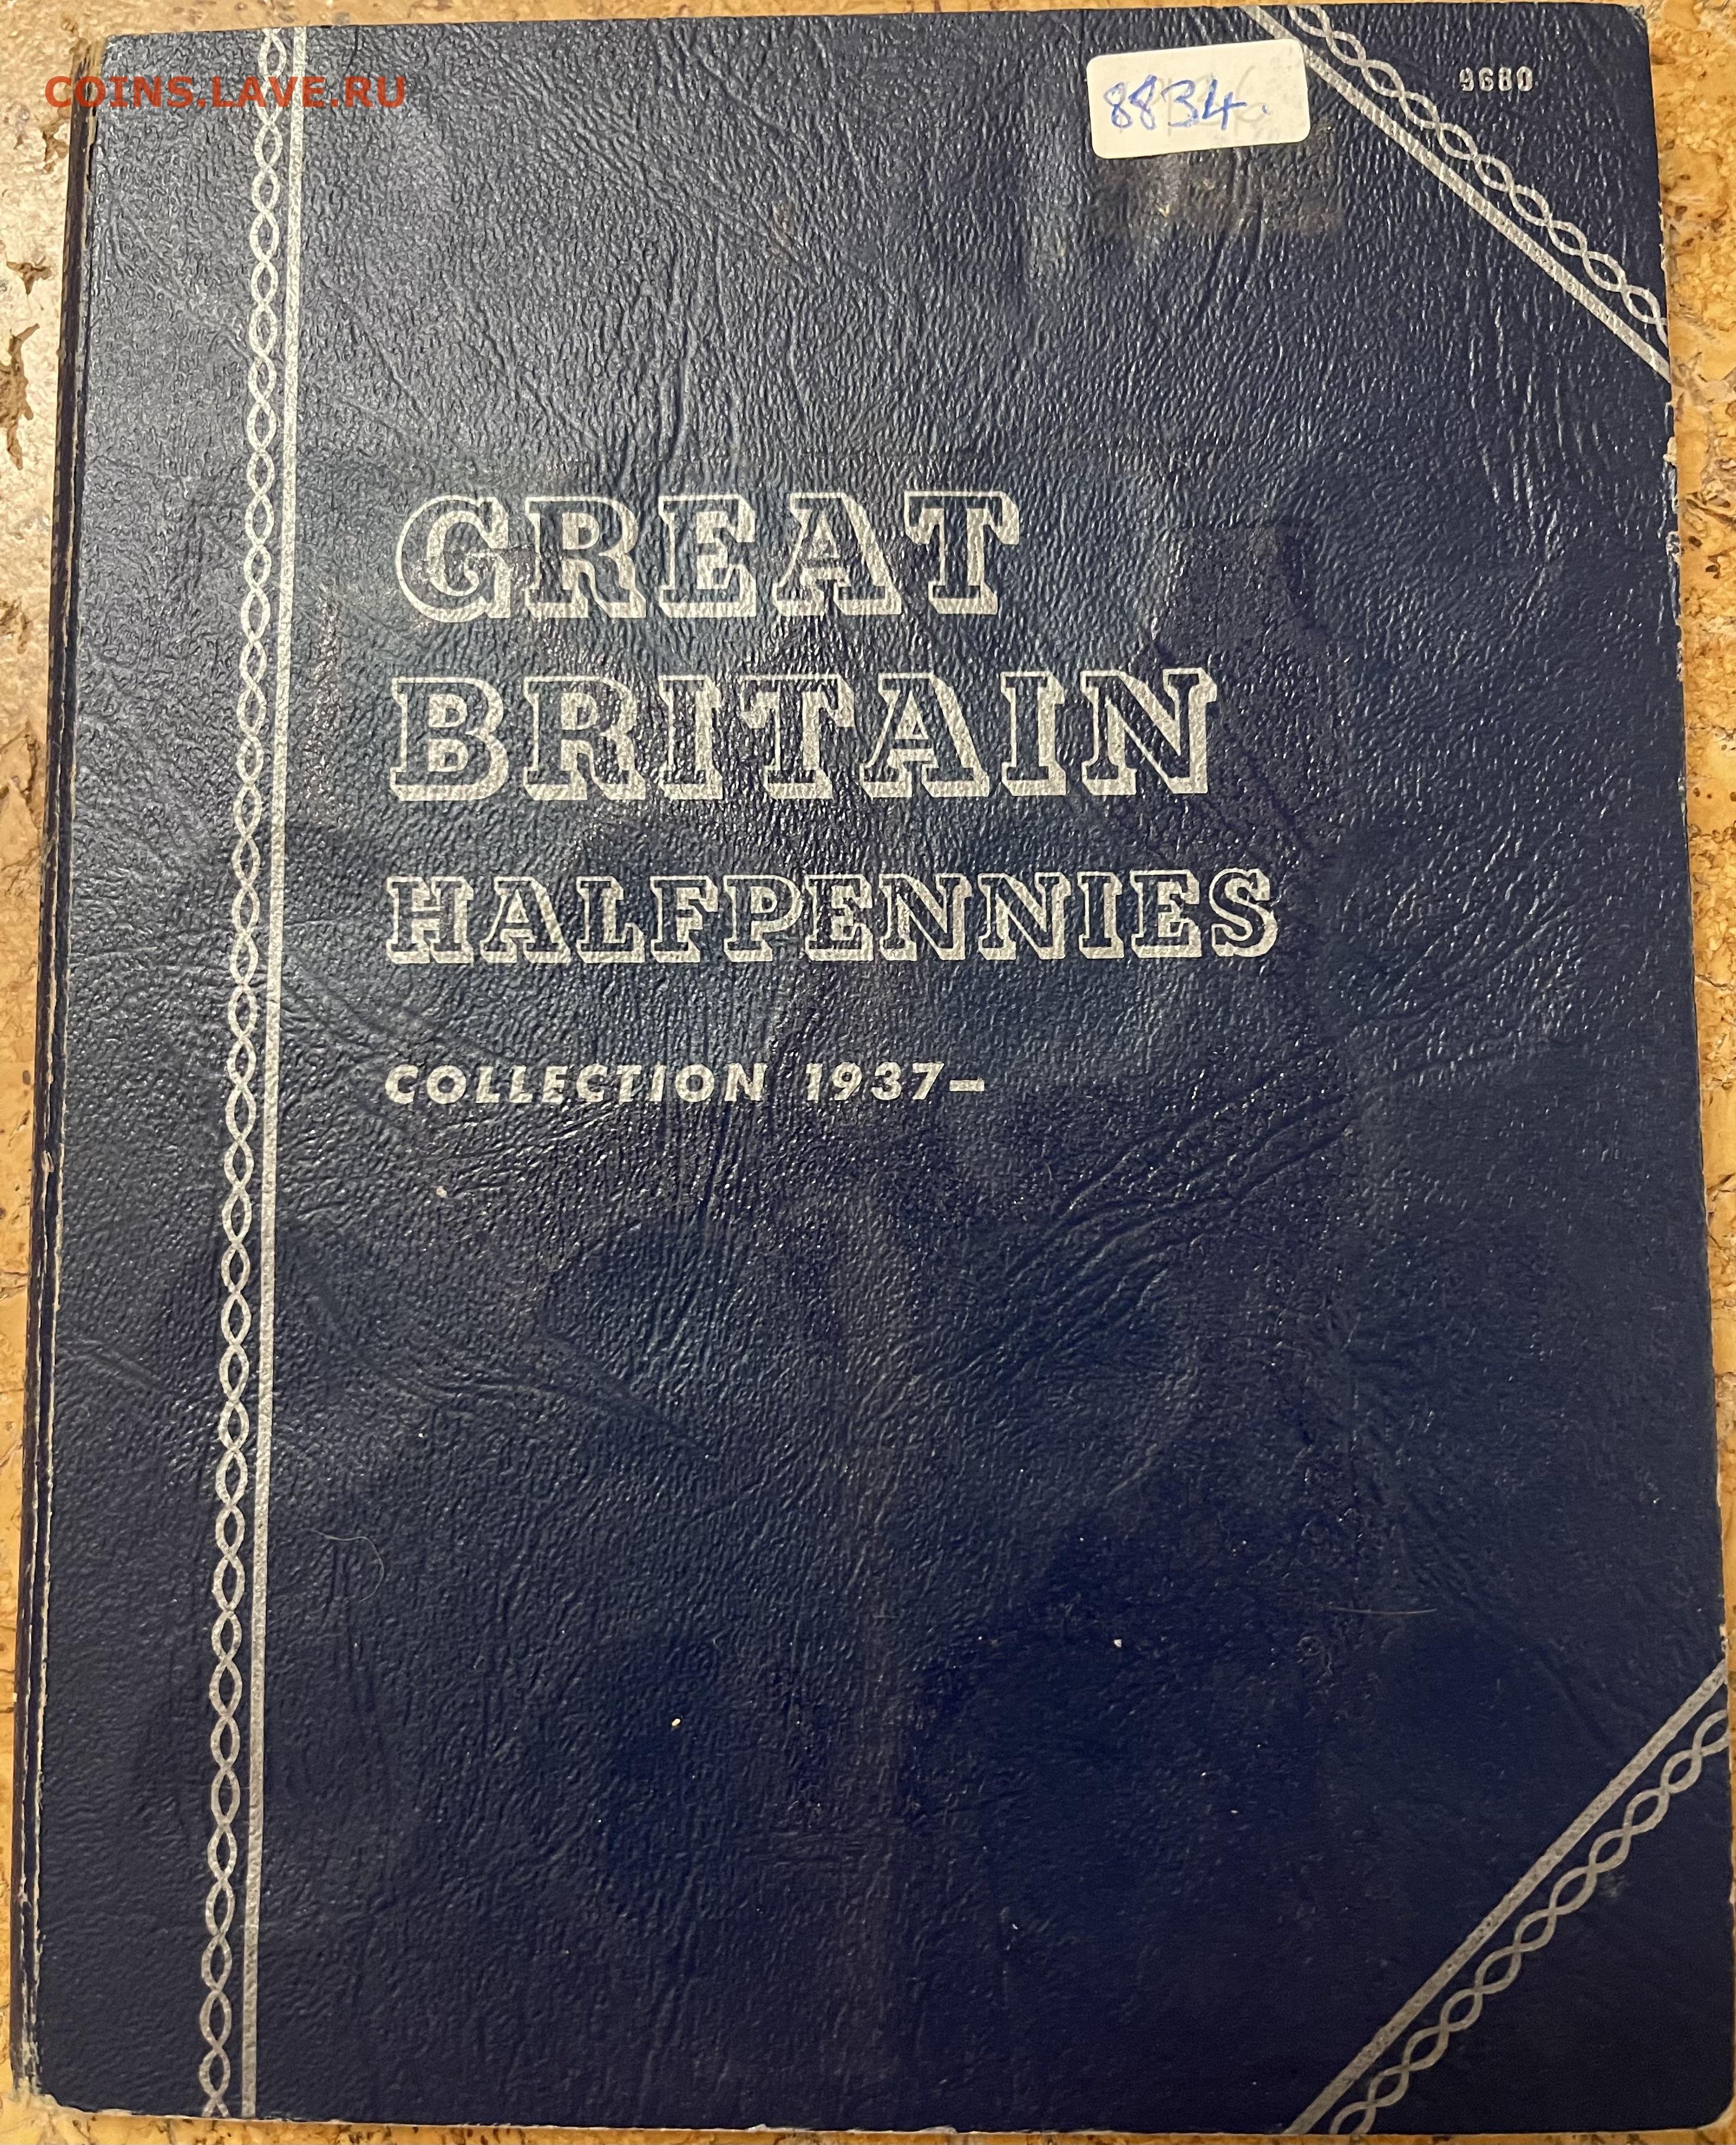 COINS.LAVE.RU
9680
8834.
GREAT
BRITAIN
HALFPENNIES
COLLECTION 1937–